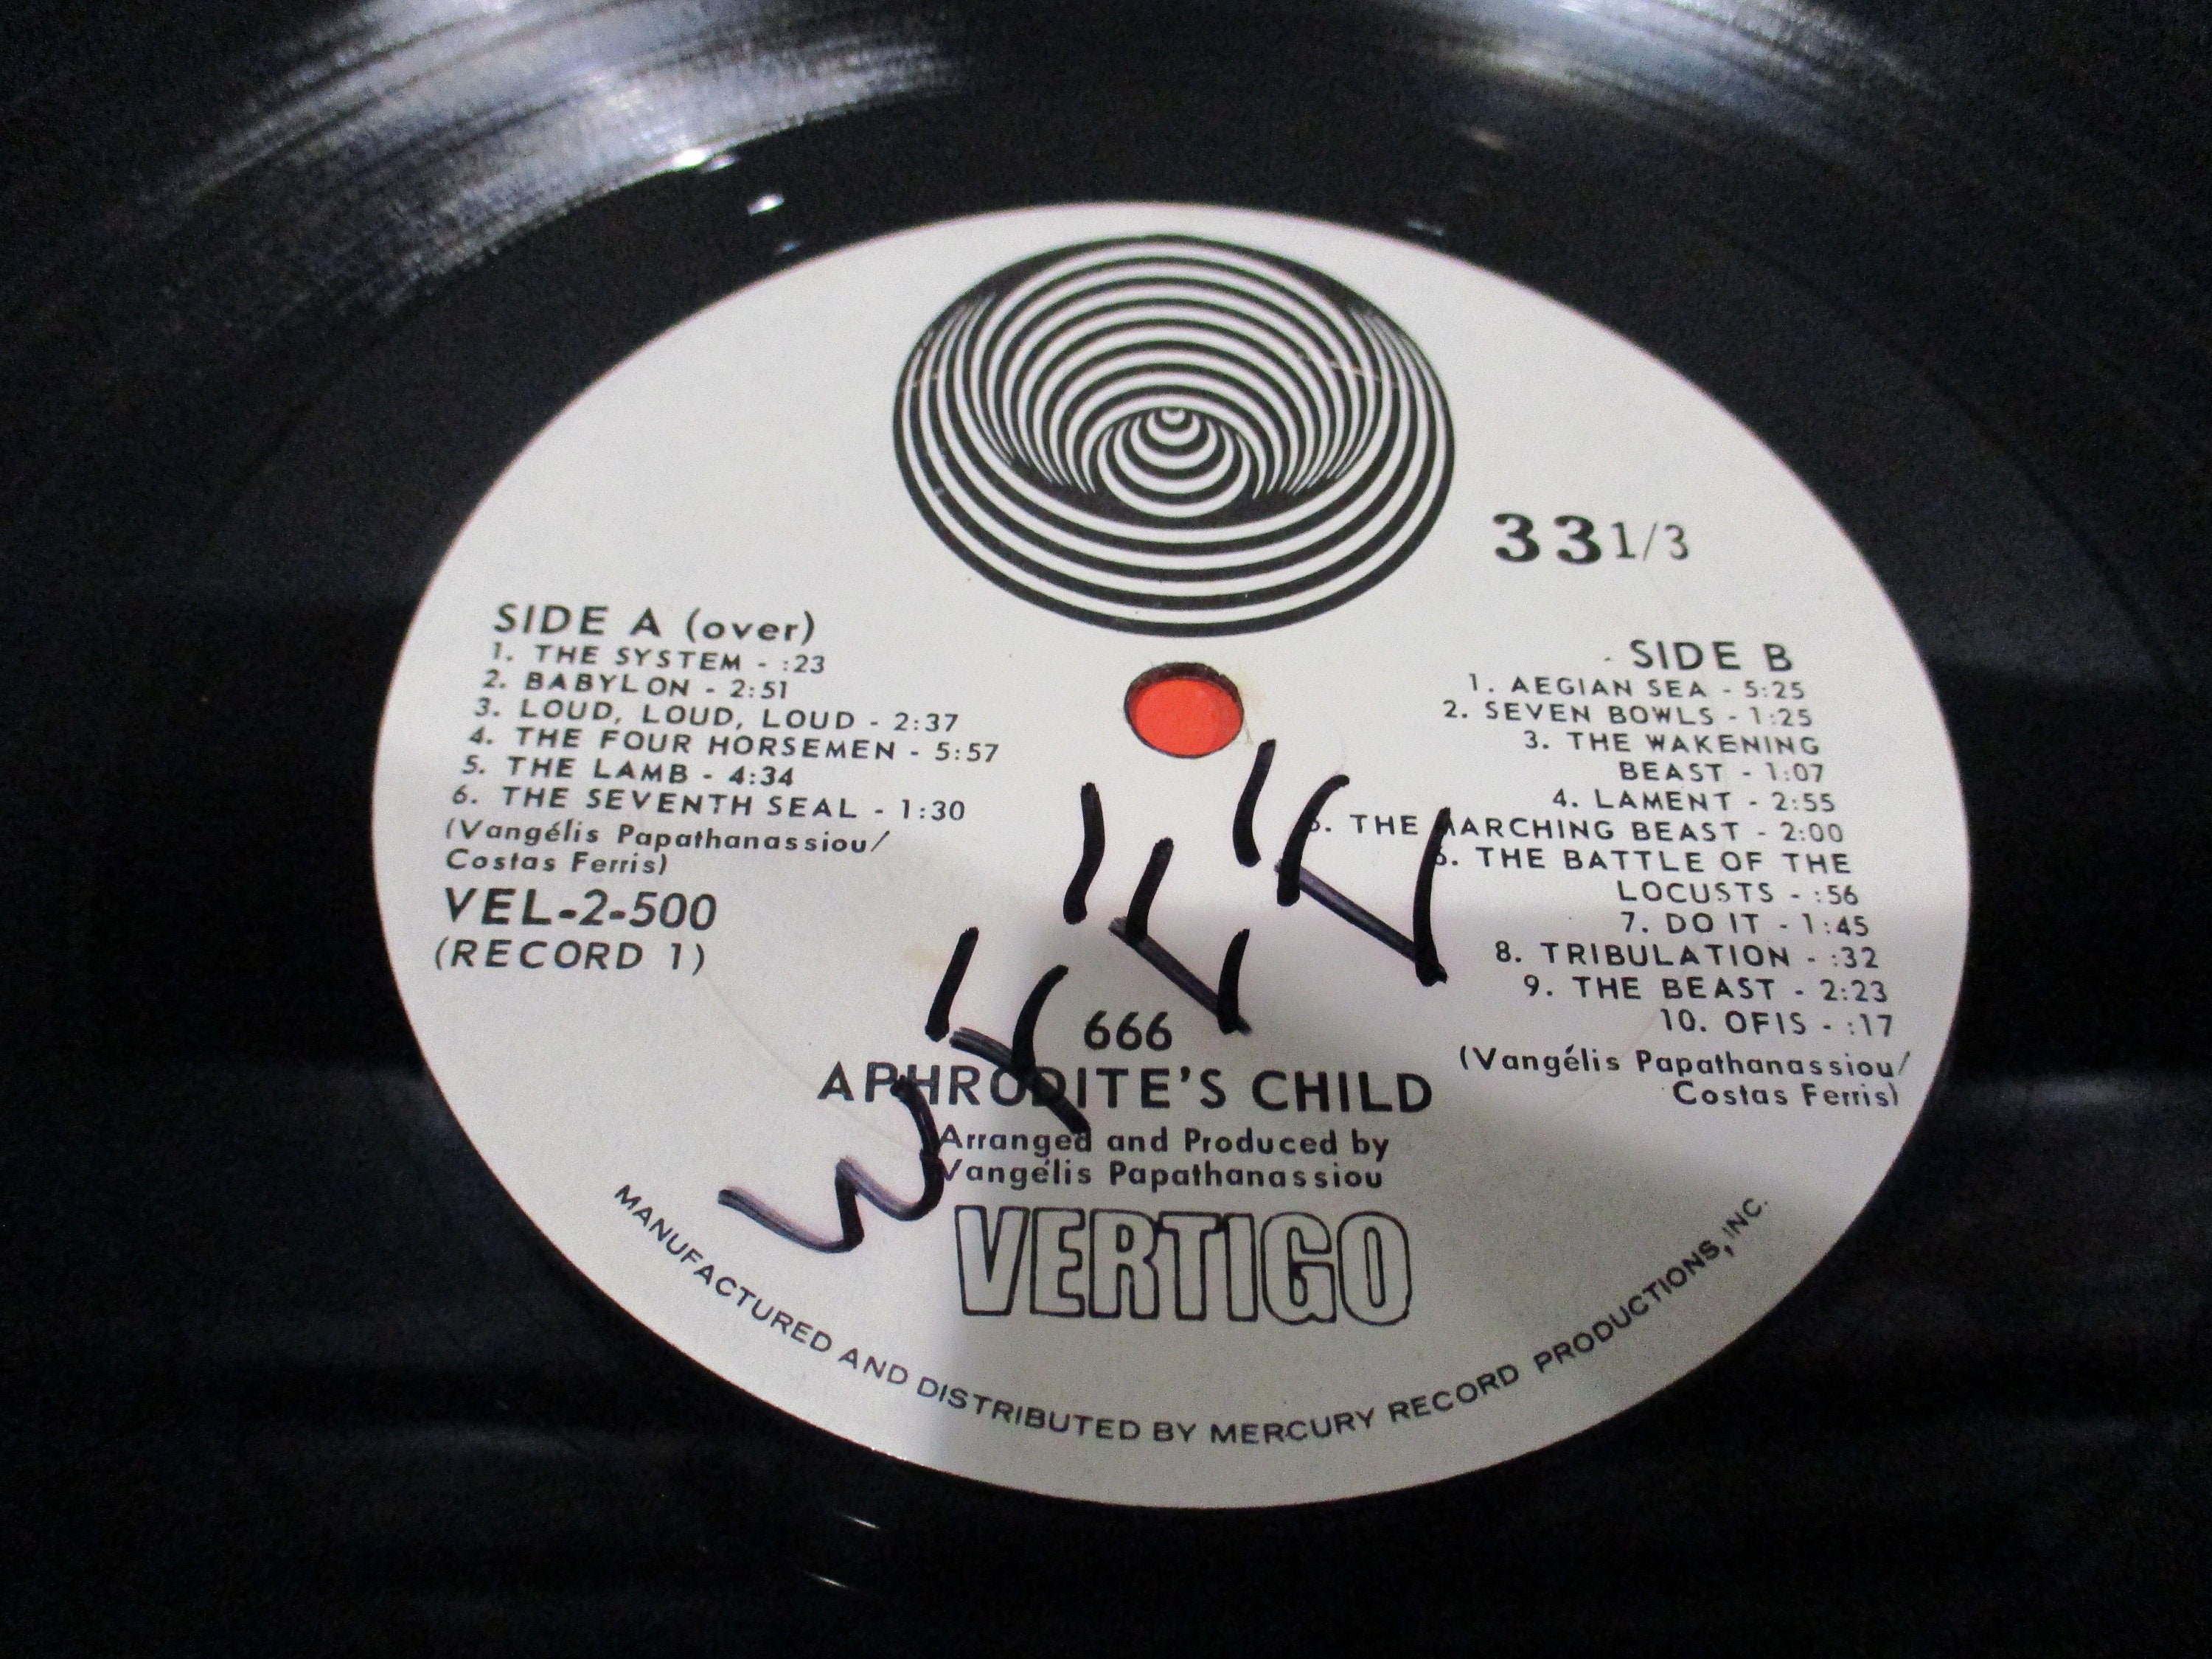 33 1/3
SIDE A (over)
1. THE SYSTEM - :23
2. BABYLON - 2:51
3. LOUD, LOUD, LOUD - 2:37
4. THE FOUR HORSEMEN - 5:57
5. THE LAMB - 4:34
6. THE SEVENTH SEAL - 1:30
(Vangélis Papathanassiou/
Costas Ferris)
VEL-2-500
(RECORD 1)
SIDE B
1. AEGIAN SEA - 5:25
2. SEVEN BOWLS - 1:25
3. THE WAKENING
BEAST - 1:07
4. LAMENT - 2:55
5. THE MARCHING BEAST - 2:00
6. THE BATTLE OF THE
LOCUSTS - :56
7. DO IT - 1:45
8. TRIBULATION - :32
9. THE BEAST - 2:23
10. OFIS - :17
(Vangélis Papathanassiou/
Costas Ferris)
666
APHRODITE'S CHILD
Arranged and Produced by
Vangélis Papathanassiou
VERTIGO
MANUFACTURED AND DISTRIBUTED BY MERCURY RECORD PRODUCTIONS, INC.